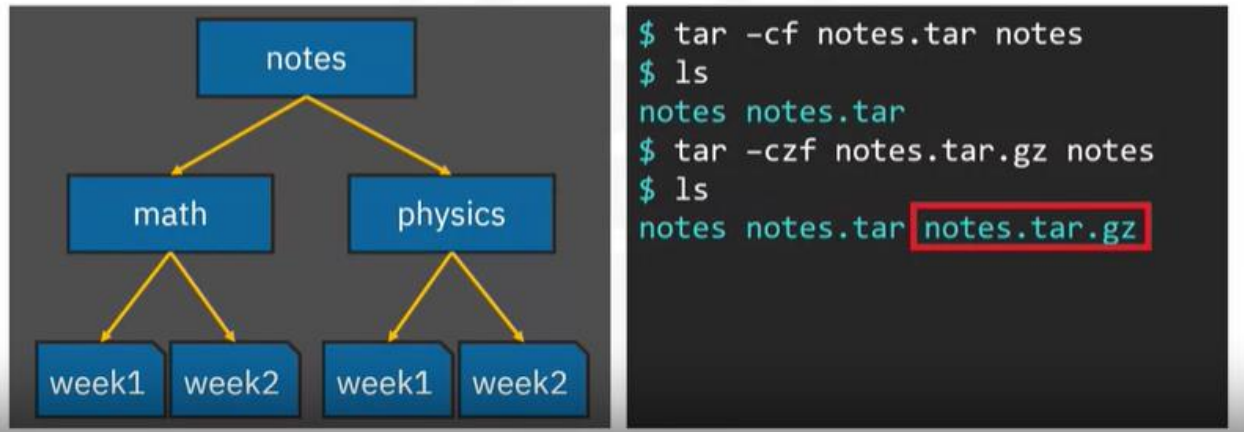 notes
math physics
week1 week2 week1 week2
$ tar –cf notes.tar notes
$ ls
notes notes.tar
$ tar –czf notes.tar.gz notes
$ ls
notes notes.tar notes.tar.gz